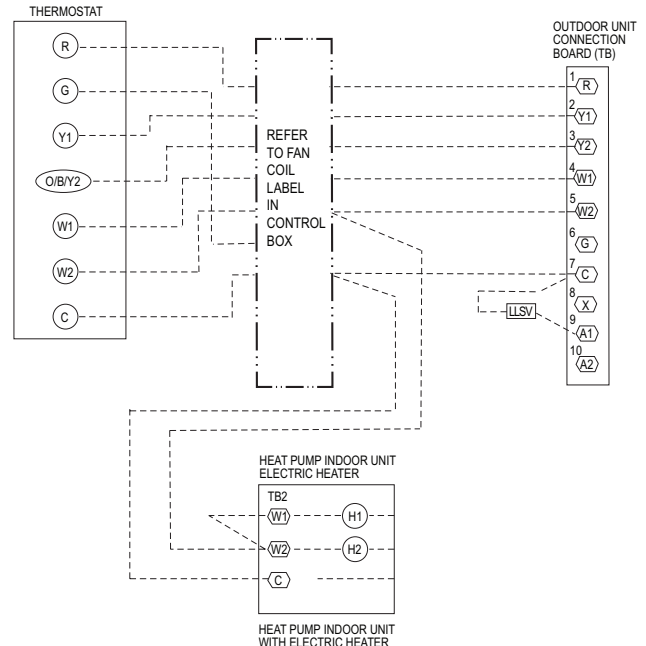 THERMOSTAT
R
G
Y1
O/B/Y2
W1
W2
C
REFER
TO FAN
COIL
LABEL
IN
CONTROL
BOX
OUTDOOR UNIT
CONNECTION
BOARD (TB)
1 R
2 Y1
3 Y2
4 W1
5 W2
6 G
7 C
8 X
9 A1
10 A2
LLSV
HEAT PUMP INDOOR UNIT
ELECTRIC HEATER
TB2
W1 H1
W2 H2
C
HEAT PUMP INDOOR UNIT
WITH ELECTRIC HEATER